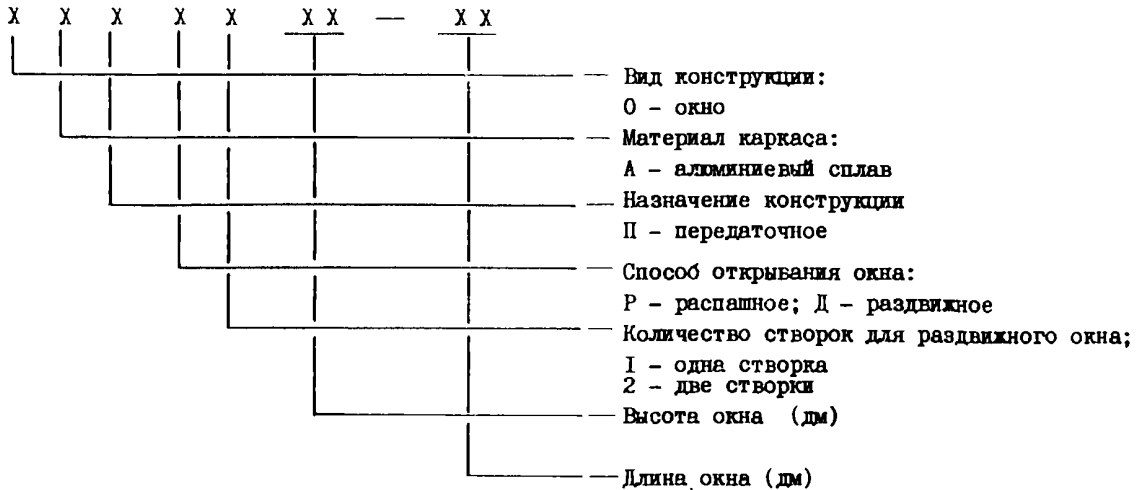 Х Х Х Х Х ХХ — ХХ
Вид конструкции:
О - окно
Материал каркаса:
А - алюминиевый сплав
Назначение конструкции
П - передаточное
Способ открывания окна:
Р - распашное; Д - раздвижное
Количество створок для раздвижного окна;
I - одна створка
2 - две створки
Высота окна (дм)
Длина окна (дм)